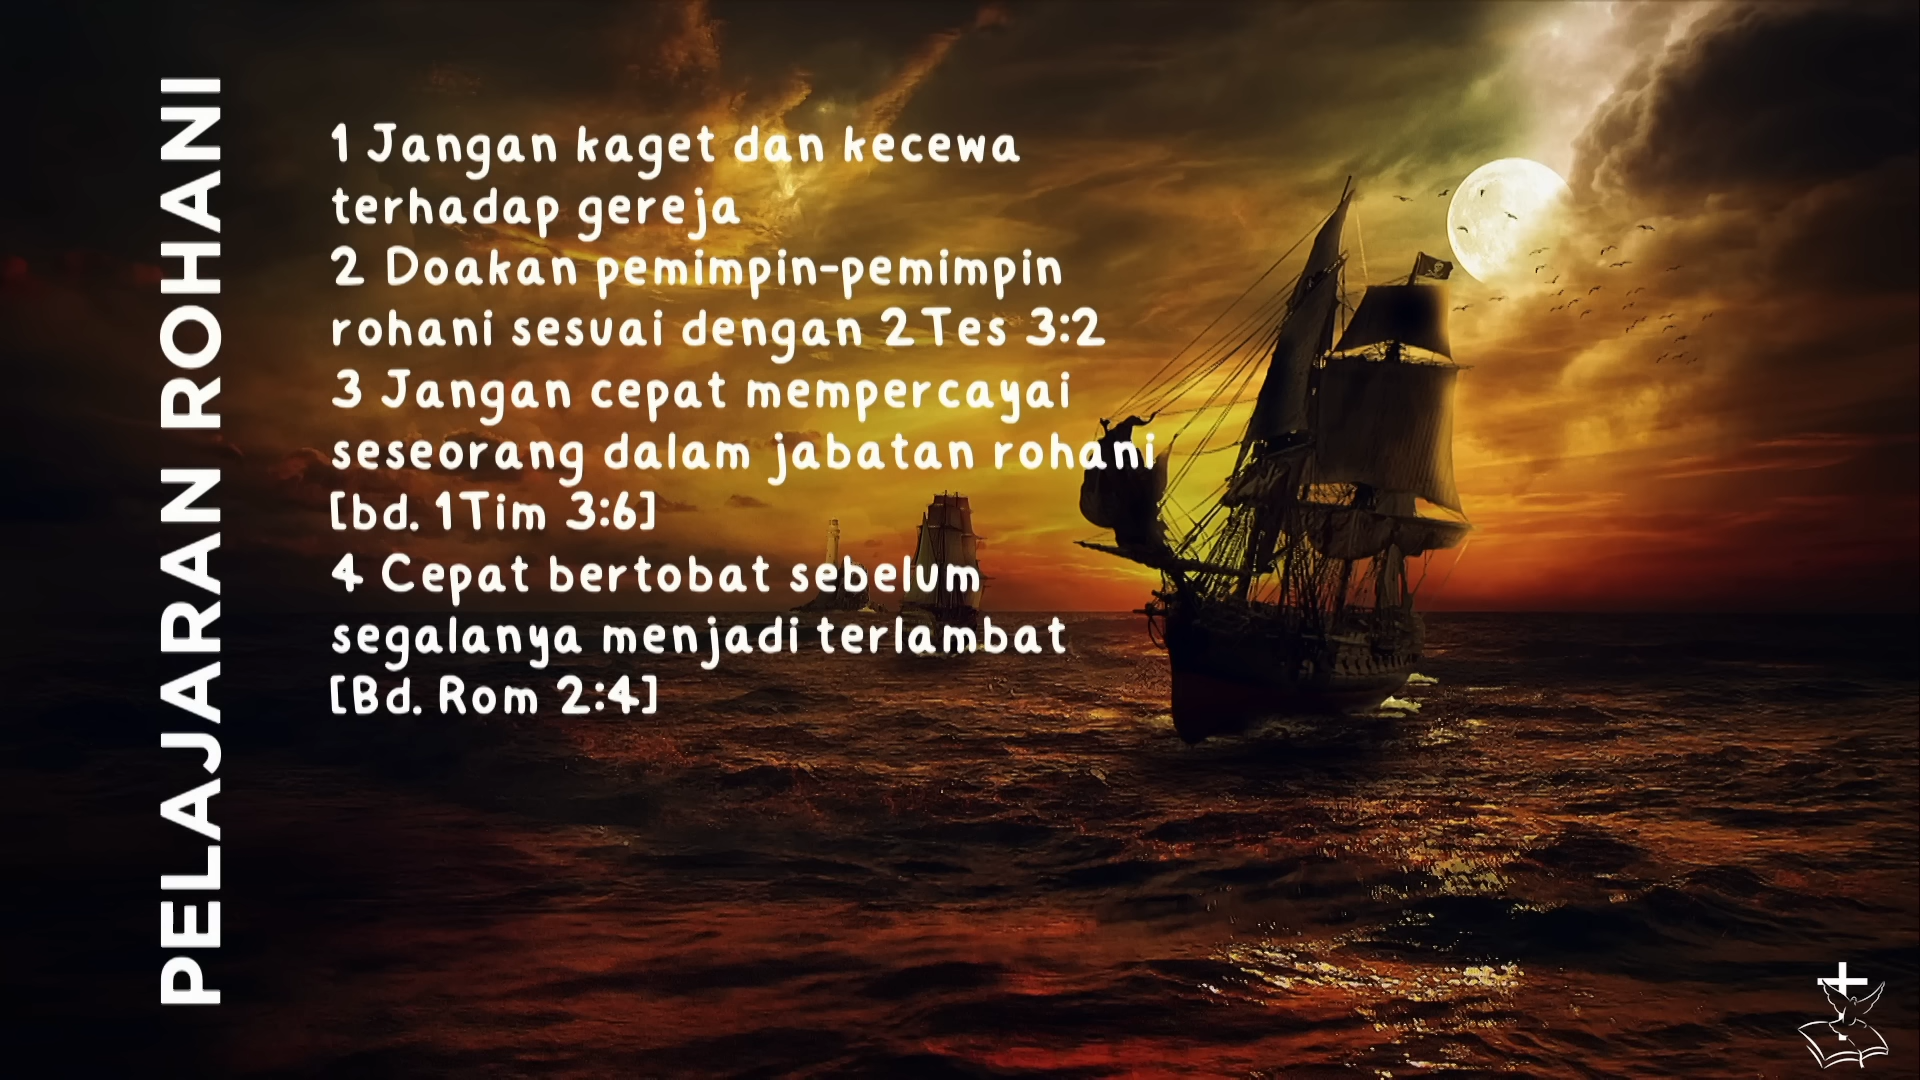 PELAJARAN ROHANI
1 Jangan kaget dan kecewa
terhadap gereja
2 Doakan pemimpin-pemimpin
rohani sesuai dengan 2Tes 3:2
3 Jangan cepat mempercayai
seseorang dalam jabatan rohani
[bd. 1Tim 3:6]
4 Cepat bertobat sebelum
segalanya menjadi terlambat
[Bd. Rom 2:4]